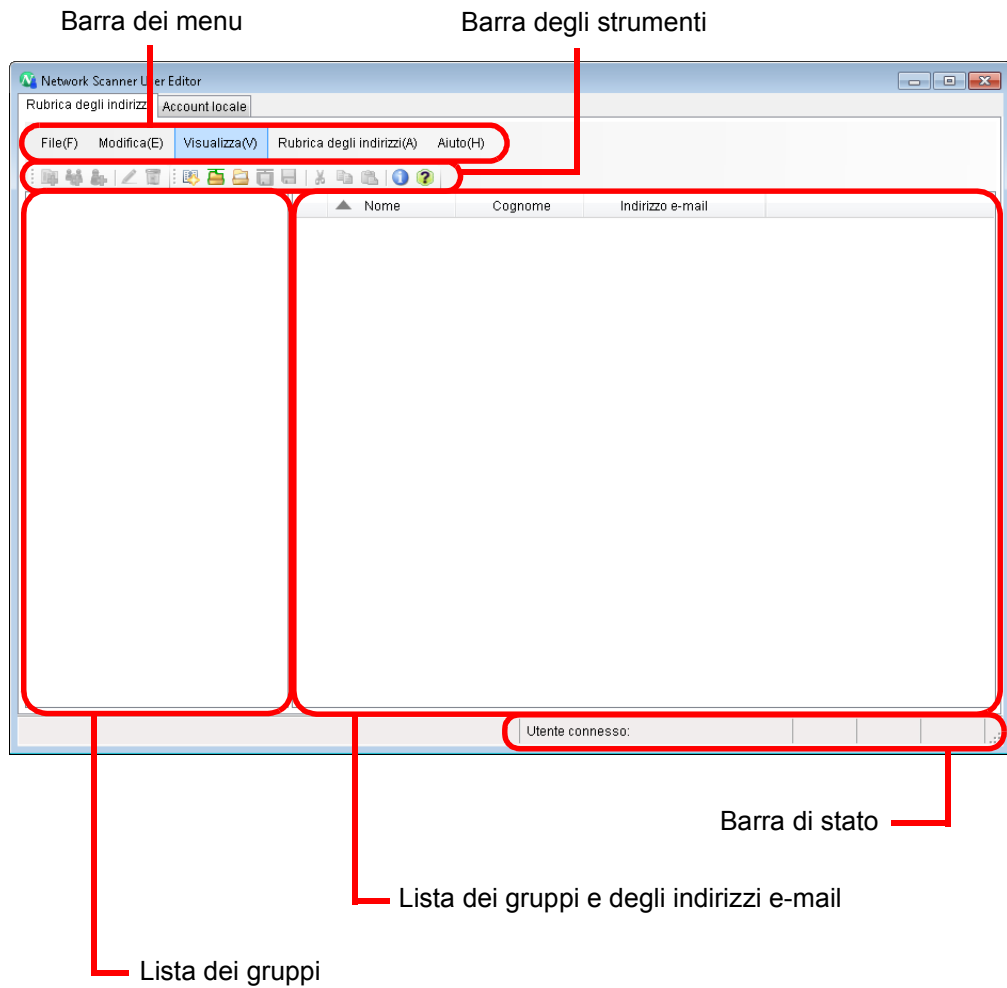 Barra dei menu
Barra degli strumenti
Network Scanner User Editor
Rubrica degli indirizzi Account locale
File(F) Modifica(E) Visualizza(V) Rubrica degli indirizzi(A) Aiuto(H)
Nome Cognome Indirizzo e-mail
Utente connesso:
Barra di stato
Lista dei gruppi e degli indirizzi e-mail
Lista dei gruppi